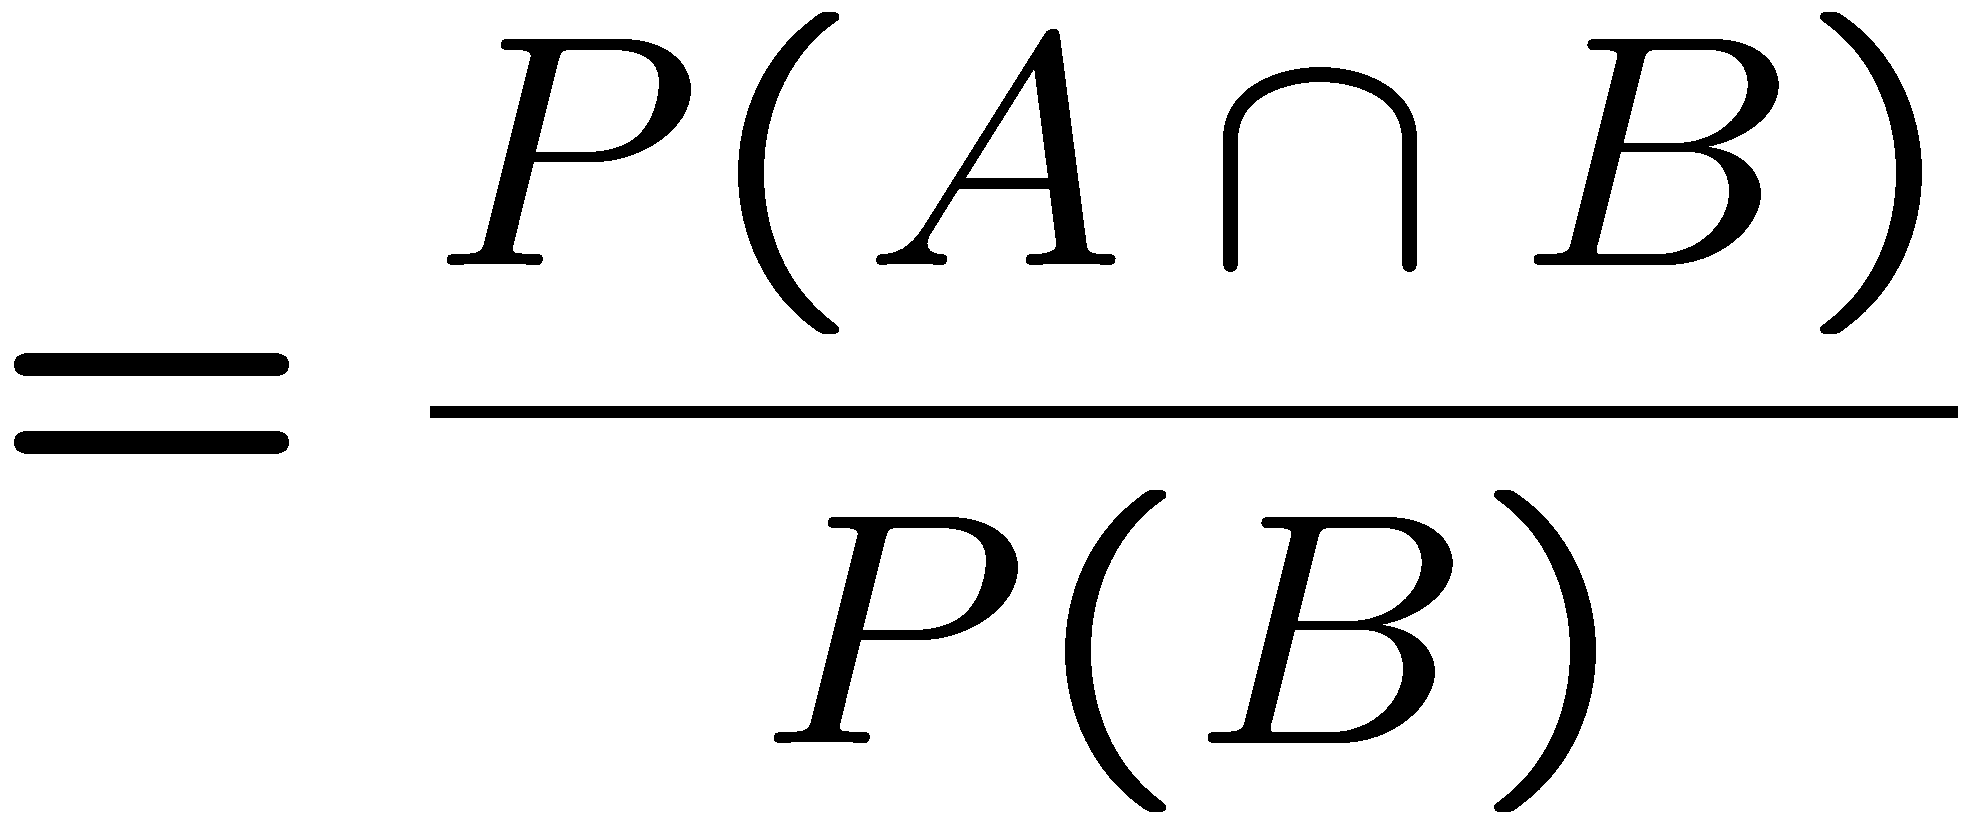 = P(A ∩ B)
P(B)